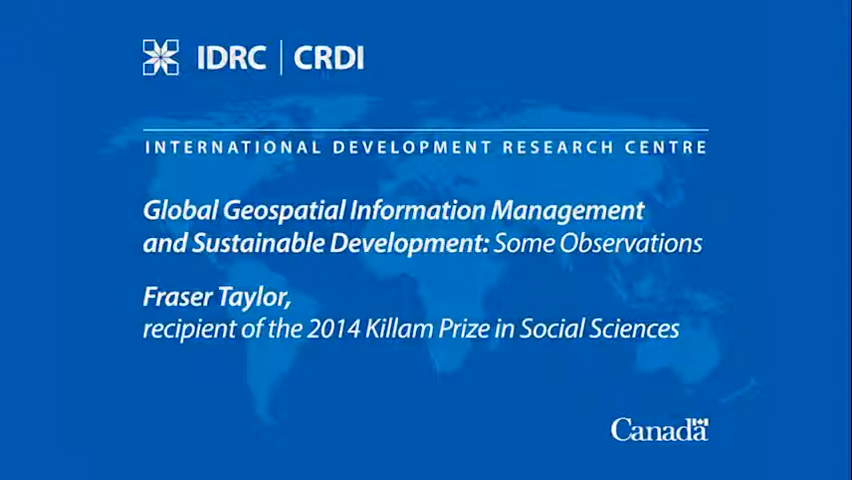 IDRC | CRDI
INTERNATIONAL DEVELOPMENT RESEARCH CENTRE
Global Geospatial Information Management
and Sustainable Development: Some Observations
Fraser Taylor,
recipient of the 2014 Killam Prize in Social Sciences
Canada